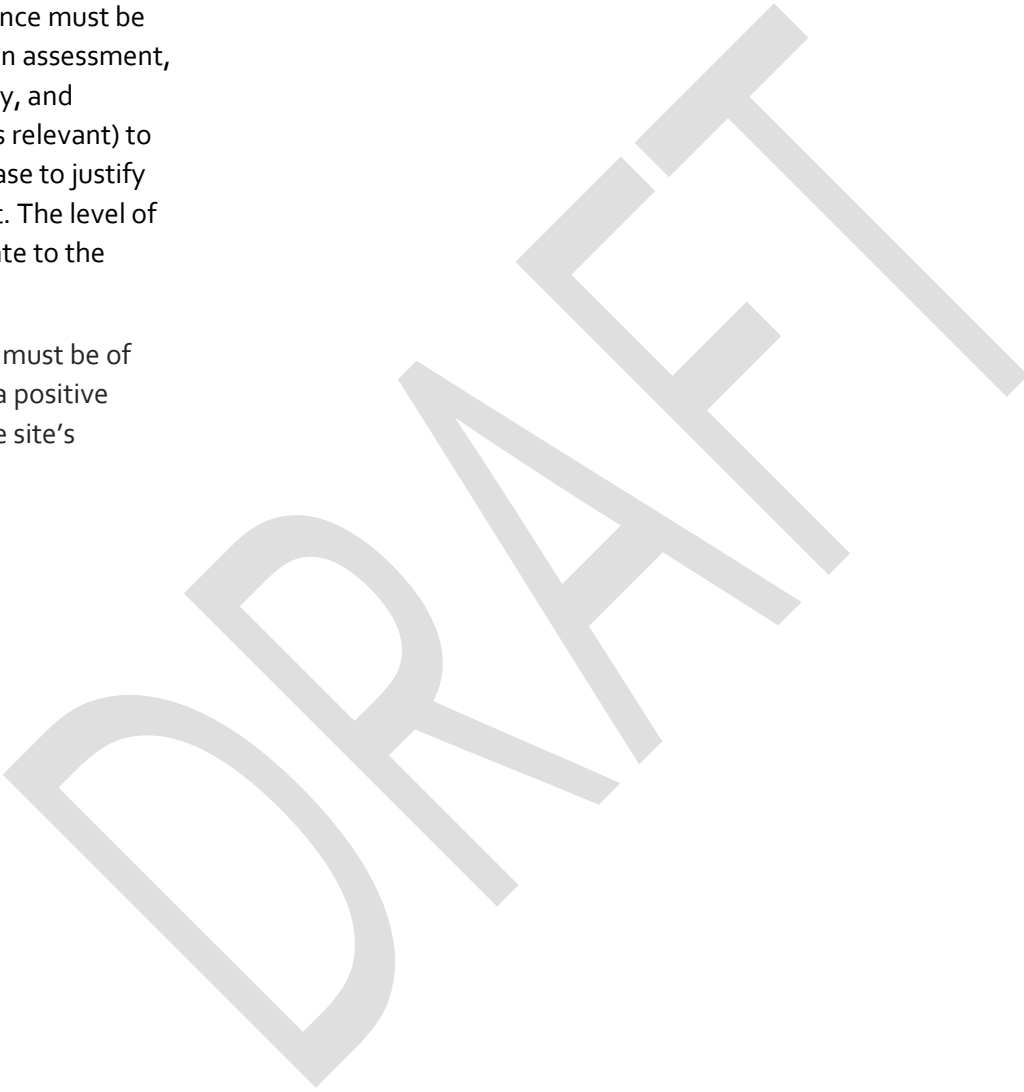 nce must be
n assessment,
y, and
s relevant) to
ase to justify
t. The level of
te to the
must be of
a positive
e site’s
DRAFT